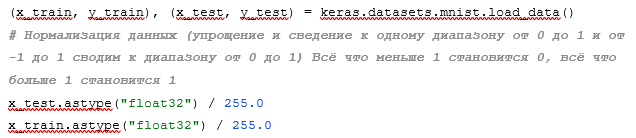 (x_train, y_train), (x_test, y_test) = keras.datasets.mnist.load_data()
# Нормализация данных (упрощение и сведение к одному диапазону от 0 до 1 и от
-1 до 1 сводим к диапазону от 0 до 1) Всё что меньше 1 становится 0, всё что
больше 1 становится 1
x_test.astype("float32") / 255.0
x_train.astype("float32") / 255.0